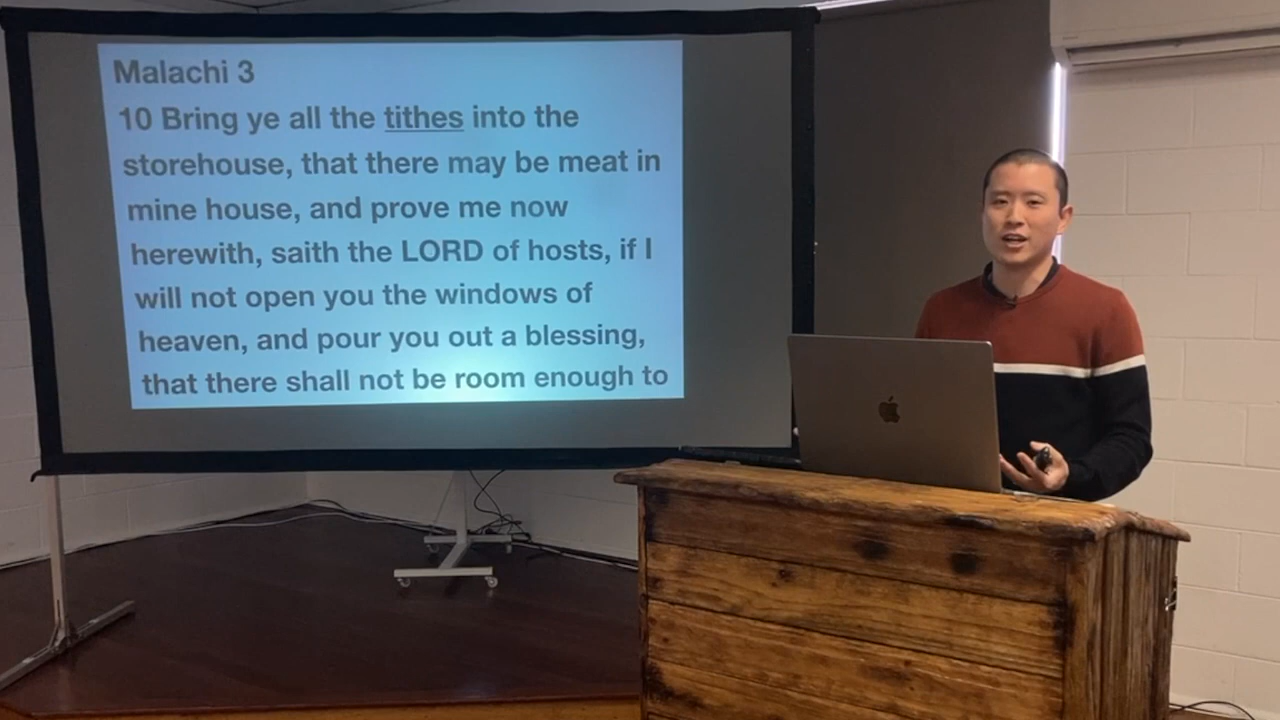 Malachi 3
10 Bring ye all the tithes into the
storehouse, that there may be meat in
mine house, and prove me now
herewith, saith the LORD of hosts, if I
will not open you the windows of
heaven, and pour you out a blessing,
that there shall not be room enough to